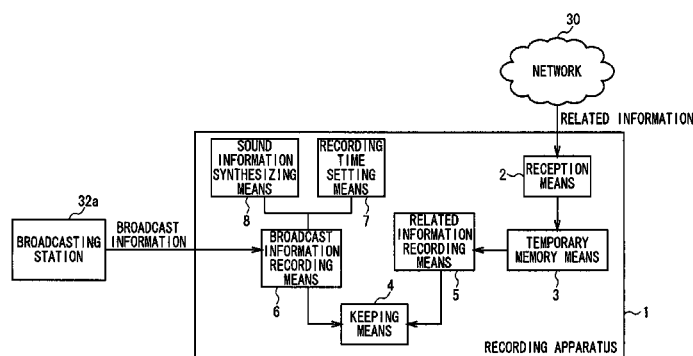 30
NETWORK
RELATED INFORMATION
SOUND
INFORMATION
SYNTHESIZING
MEANS
8
RECORDING
TIME
SETTING
MEANS
7
2
RECEPTION
MEANS
32a
BROADCASTING
STATION
BROADCAST
INFORMATION
BROADCAST
INFORMATION
RECORDING
MEANS
6
RELATED
INFORMATION
RECORDING
MEANS
5
TEMPORARY
MEMORY MEANS
3
4
KEEPING
MEANS
1
RECORDING APPARATUS